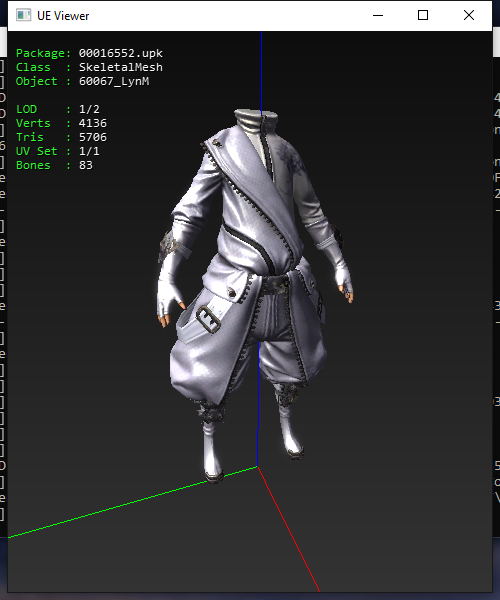 UE Viewer
Package: 00016552.upk
Class : SkeletalMesh
Object : 60067_LynM
LOD : 1/2
Verts : 4136
Tris : 5706
UV Set : 1/1
Bones : 83